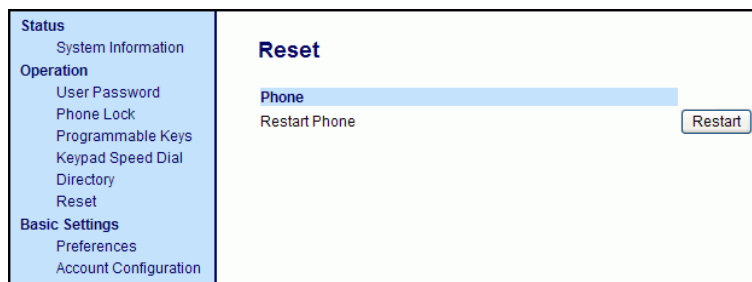 Status
System Information
Operation
User Password
Phone Lock
Programmable Keys
Keypad Speed Dial
Directory
Reset
Basic Settings
Preferences
Account Configuration
Reset
Phone
Restart Phone
Restart